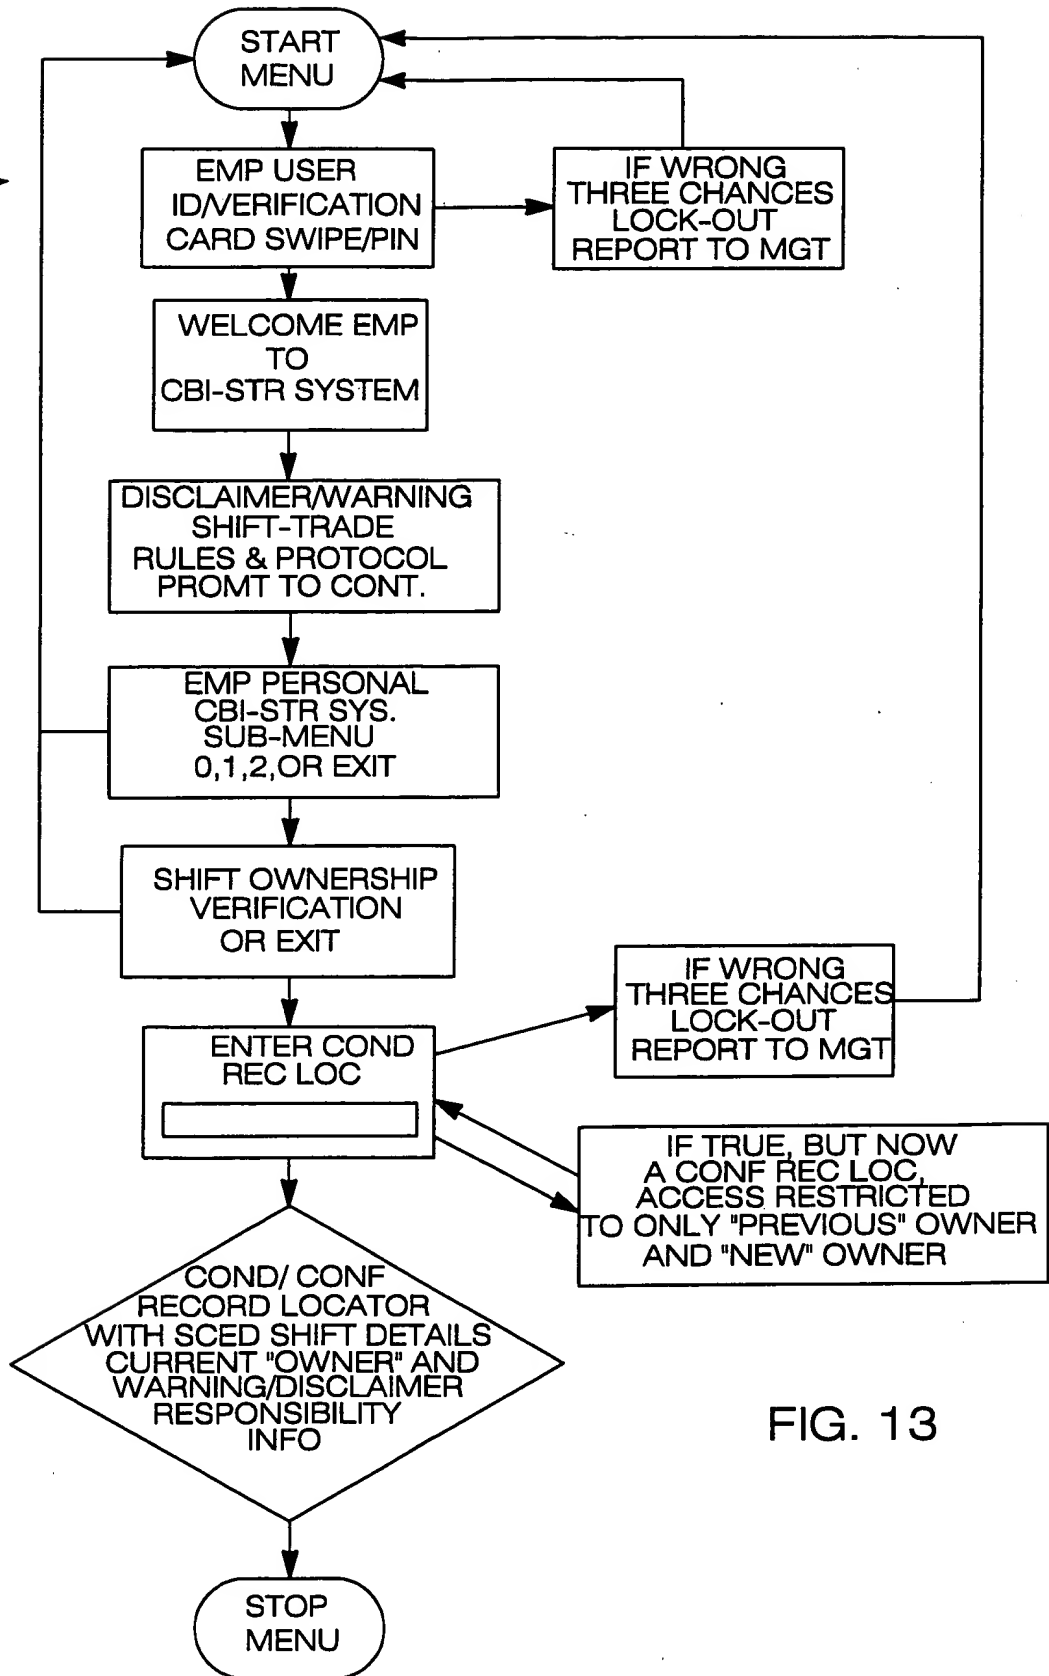 START
MENU
EMP USER
ID/VERIFICATION
CARD SWIPE/PIN
IF WRONG
THREE CHANCES
LOCK-OUT
REPORT TO MGT
WELCOME EMP
TO
CBI-STR SYSTEM
DISCLAIMER/WARNING
SHIFT-TRADE
RULES & PROTOCOL
PROMT TO CONT.
EMP PERSONAL
CBI-STR SYS.
SUB-MENU
0,1,2,OR EXIT
SHIFT OWNERSHIP
VERIFICATION
OR EXIT
IF WRONG
THREE CHANCES
LOCK-OUT
REPORT TO MGT
ENTER COND
REC LOC
IF TRUE, BUT NOW
A CONF REC LOC,
ACCESS RESTRICTED
TO ONLY "PREVIOUS" OWNER
AND "NEW" OWNER
COND/ CONF
RECORD LOCATOR
WITH SCED SHIFT DETAILS
CURRENT "OWNER" AND
WARNING/DISCLAIMER
RESPONSIBILITY
INFO
FIG. 13
STOP
MENU